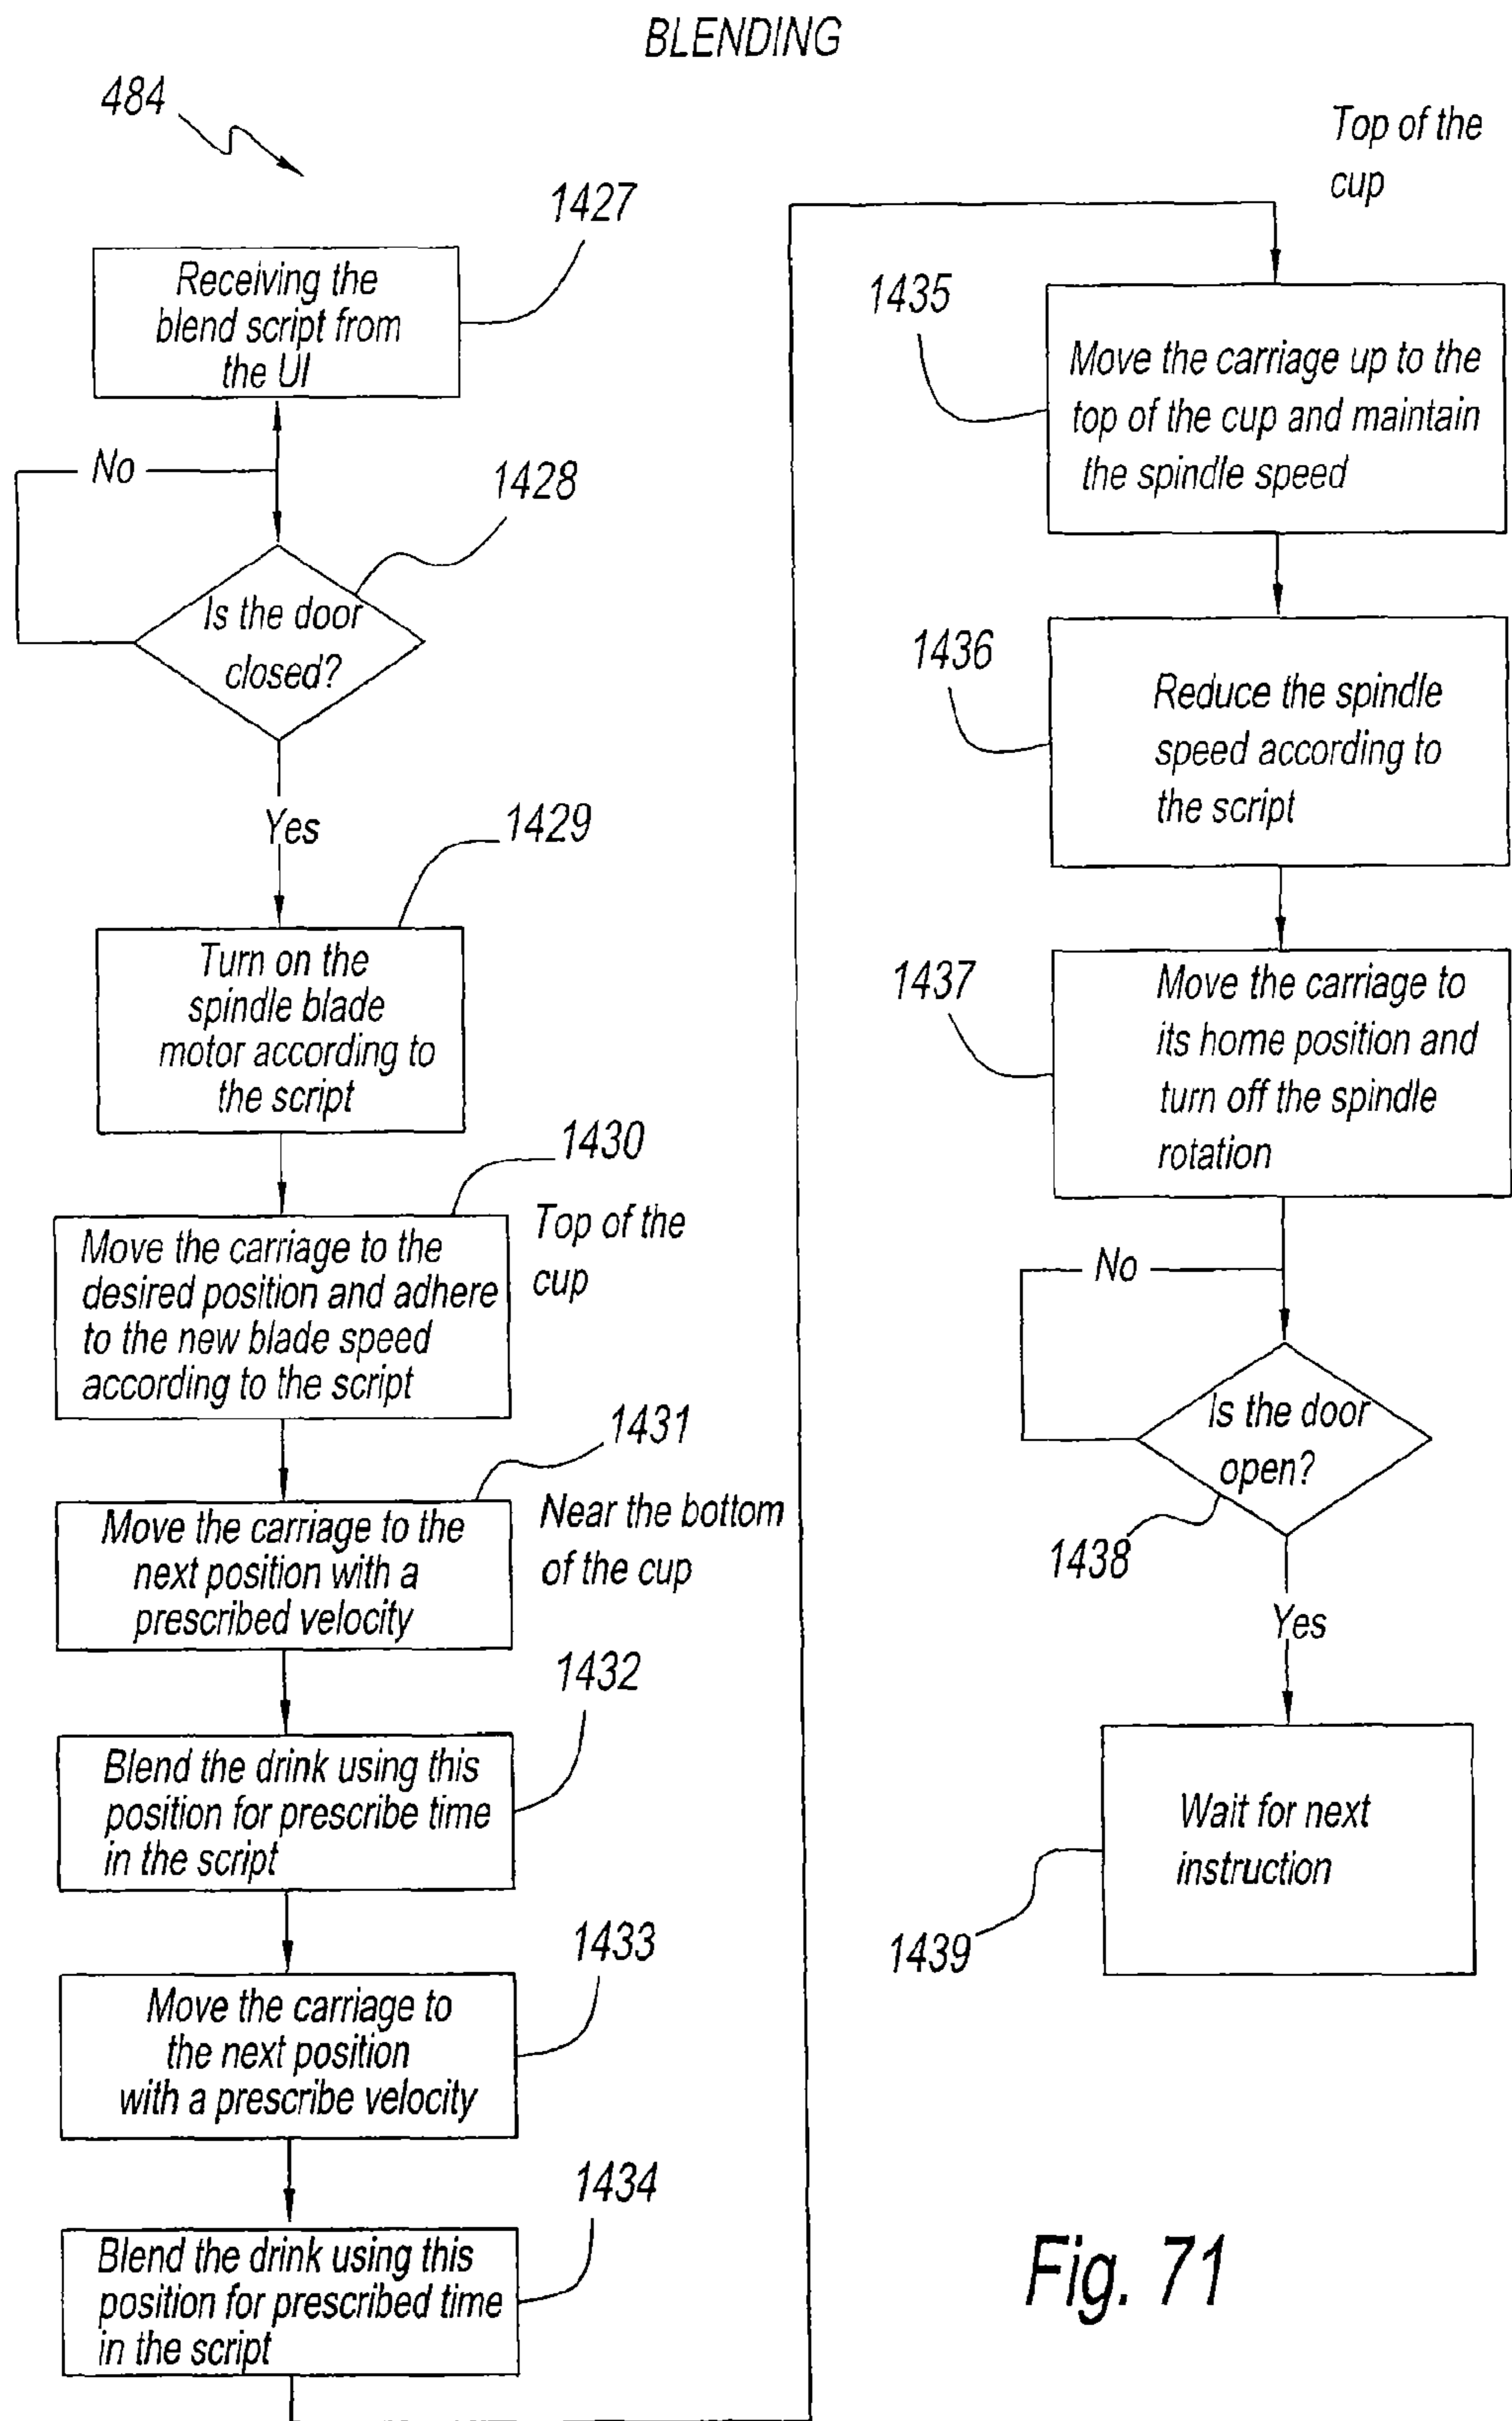 BLENDING
484
1427
Receiving the
blend script from
the UI
No
1428
Is the door
closed?
Yes
1429
Turn on the
spindle blade
motor according to
the script
1430
Top of the
cup
Move the carriage to the
desired position and adhere
to the new blade speed
according to the script
1431
Near the bottom
of the cup
Move the carriage to the
next position with a
prescribed velocity
1432
Blend the drink using this
position for prescribe time
in the script
1433
Move the carriage to
the next position
with a prescribe velocity
1434
Blend the drink using this
position for prescribed time
in the script
Top of the
cup
1435
Move the carriage up to the
top of the cup and maintain
the spindle speed
1436
Reduce the spindle
speed according to
the script
1437
Move the carriage to
its home position and
turn off the spindle
rotation
No
Is the door
open?
1438
Yes
Wait for next
instruction
1439
Fig. 71